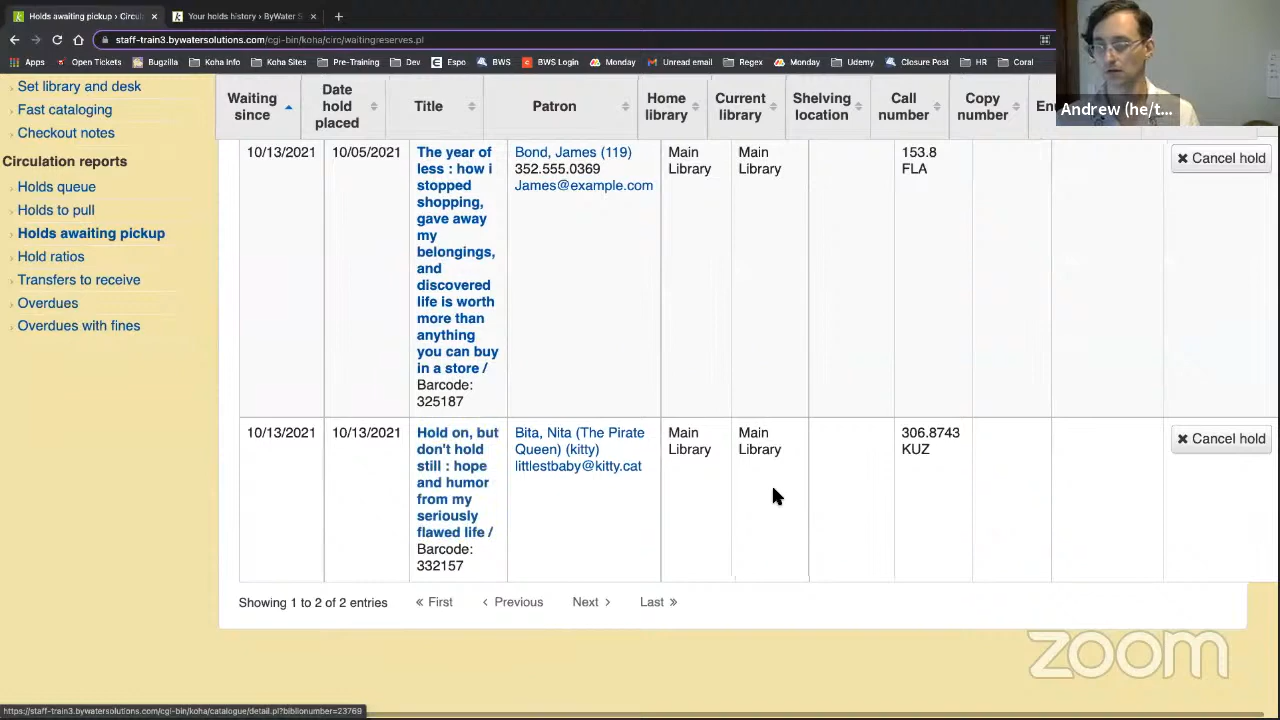 Holds awaiting pickup › Circu
Your holds history › ByWater S
staff-train3.bywatersolutions.com/cgi-bin/koha/circ/waitingreserves.pl
Apps Open Tickets Bugzilla Koha Info Koha Sites Pre-Training Dev Espo BWS BWS Login Monday Unread email Regex Monday Udemy Closure Post HR Coral
Andrew (he/t...
Set library and desk
Fast cataloging
Checkout notes
Circulation reports
Holds queue
Holds to pull
Holds awaiting pickup
Hold ratios
Transfers to receive
Overdues
Overdues with fines
Waiting
since
Date
hold
placed
Title
Patron
Home
library
Current
library
Shelving
location
Call
number
Copy
number
10/13/2021
10/05/2021
The year of
less : how i
stopped
shopping,
gave away
my
belongings,
and
discovered
life is worth
more than
anything
you can buy
in a store /
Barcode:
325187
Bond, James (119)
352.555.0369
James@example.com
Main
Library
Main
Library
153.8
FLA
Cancel hold
10/13/2021
10/13/2021
Hold on, but
don't hold
still : hope
and humor
from my
seriously
flawed life /
Barcode:
332157
Bita, Nita (The Pirate
Queen) (kitty)
littlestbaby@kitty.cat
Main
Library
Main
Library
306.8743
KUZ
Cancel hold
Showing 1 to 2 of 2 entries
First
Previous
Next
Last
zoom
https://staff-train3.bywatersolutions.com/cgi-bin/koha/catalogue/detail.pl?biblionumber=23769